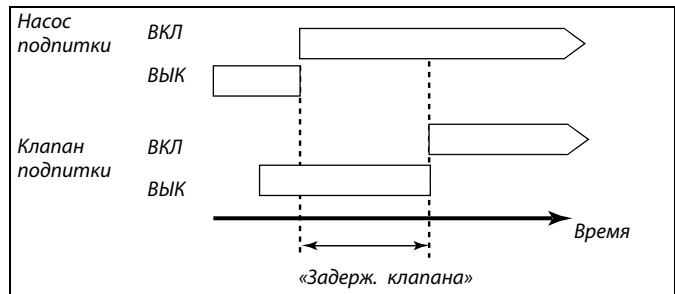 Насос
подпитки
ВКЛ
ВЫК
Клапан
подпитки
ВКЛ
ВЫК
Время
«Задерж. клапана»